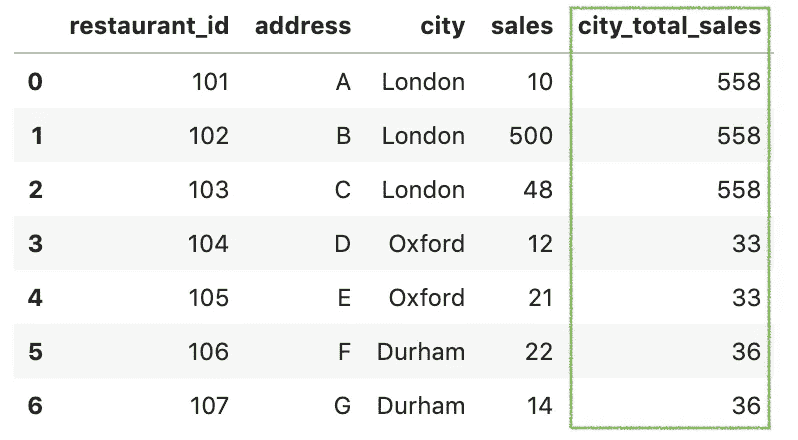 restaurant_id address city sales city_total_sales
0 101 A London 10 558
1 102 B London 500 558
2 103 C London 48 558
3 104 D Oxford 12 33
4 105 E Oxford 21 33
5 106 F Durham 22 36
6 107 G Durham 14 36